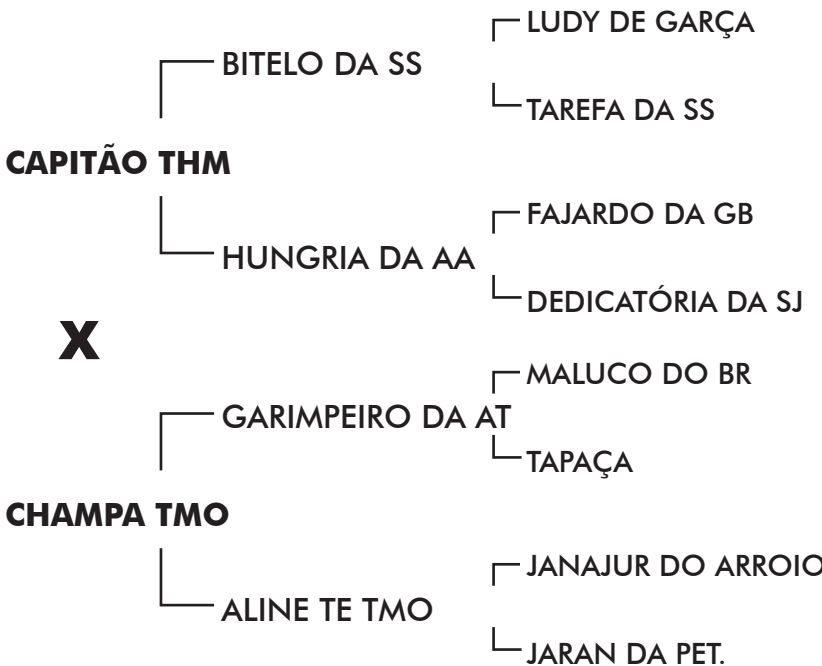 LUDY DE GARÇA
BITELO DA SS
TAREFA DA SS
CAPITÃO THM
FAJARDO DA GB
HUNGRIA DA AA
DEDICATÓRIA DA SJ
X
MALUCO DO BR
GARIMPEIRO DA AT
TAPAÇA
CHAMPA TMO
JANAJUR DO ARROIO
ALINE TE TMO
JARAN DA PET.